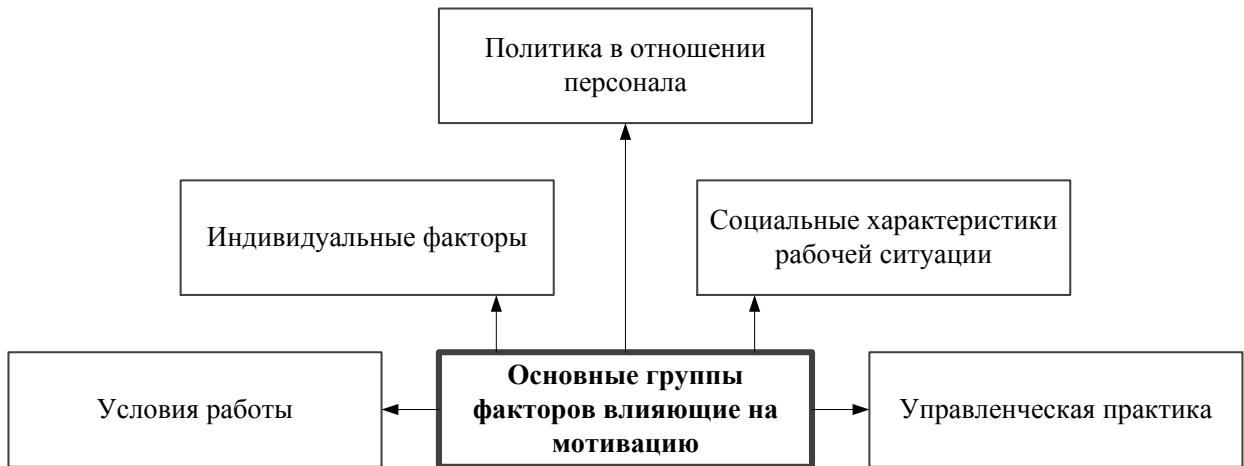 Политика в отношении
персонала
Индивидуальные факторы
Социальные характеристики
рабочей ситуации
Условия работы
Основные группы
факторов влияющие на
мотивацию
Управленческая практика